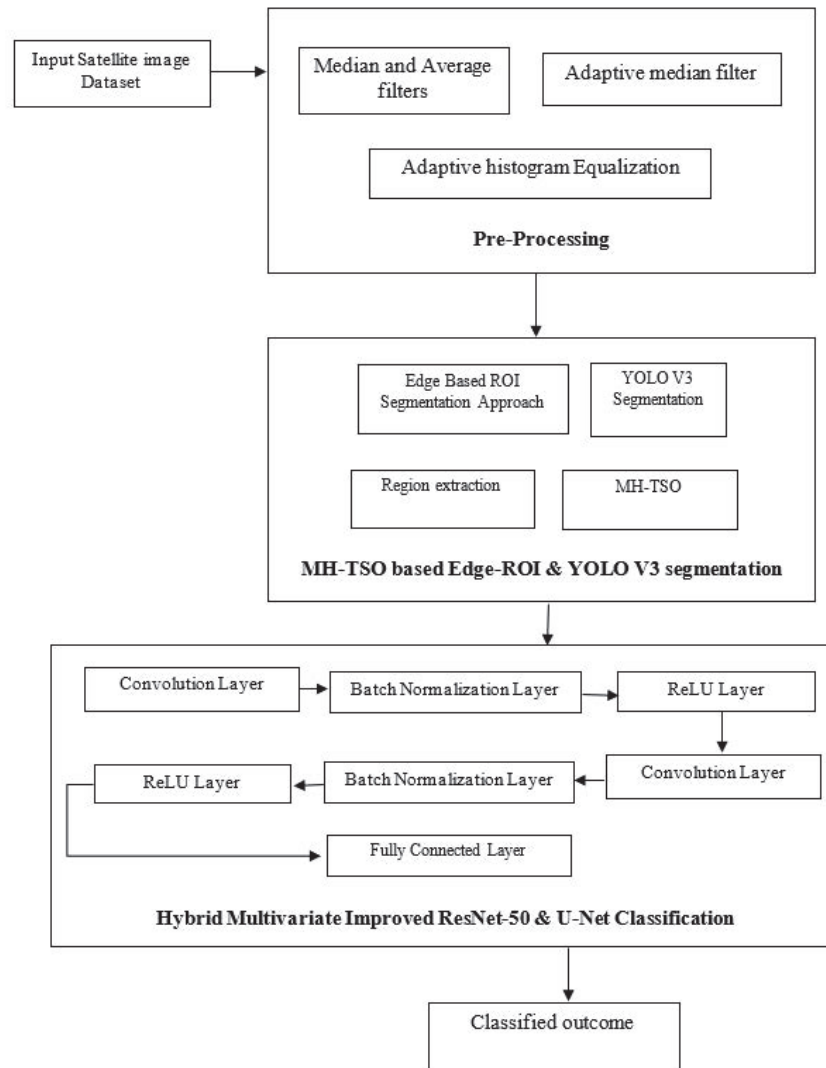 Input Satellite image
Dataset
Median and Average
filters
Adaptive median filter
Adaptive histogram Equalization
Pre-Processing
Edge Based ROI
Segmentation Approach
YOLO V3
Segmentation
Region extraction
MH-TSO
MH-TSO based Edge-ROI & YOLO V3 segmentation
Convolution Layer
Batch Normalization Layer
ReLU Layer
Convolution Layer
Batch Normalization Layer
ReLU Layer
Fully Connected Layer
Hybrid Multivariate Improved ResNet-50 & U-Net Classification
Classified outcome